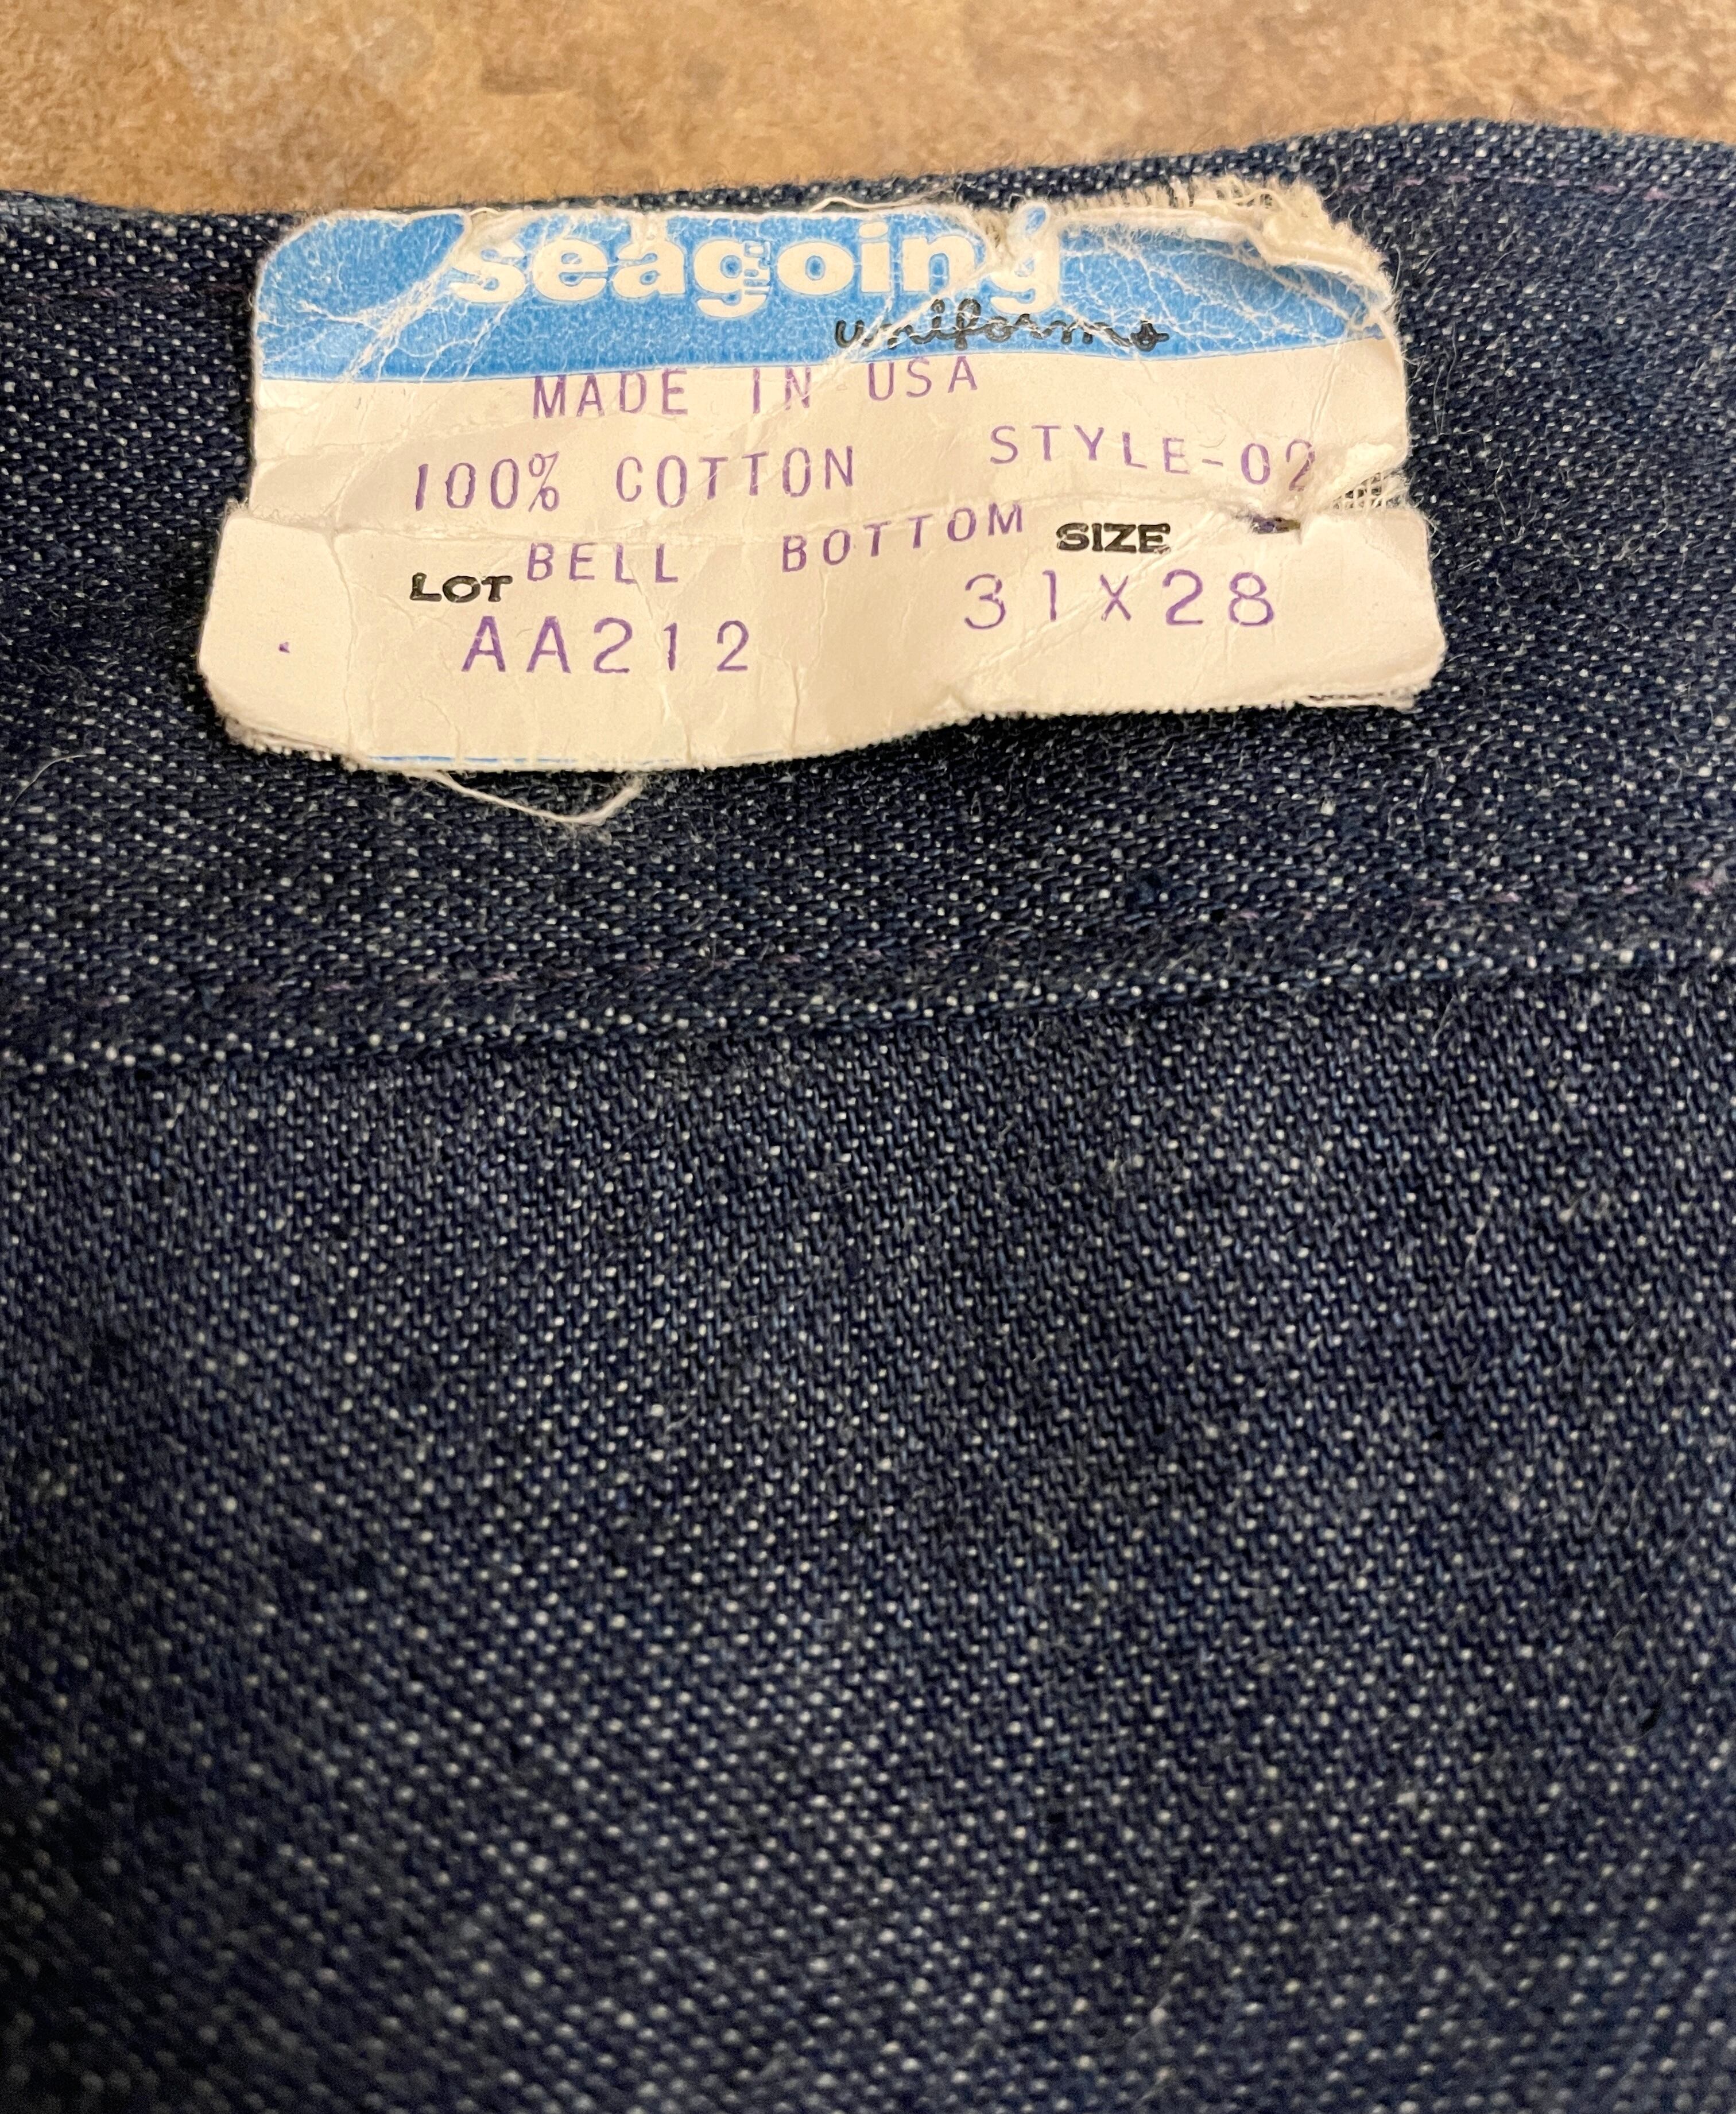 seagoing
uniforms
MADE IN USA
100% COTTON STYLE-02
BELL BOTTOM
LOT SIZE
AA212 31X28